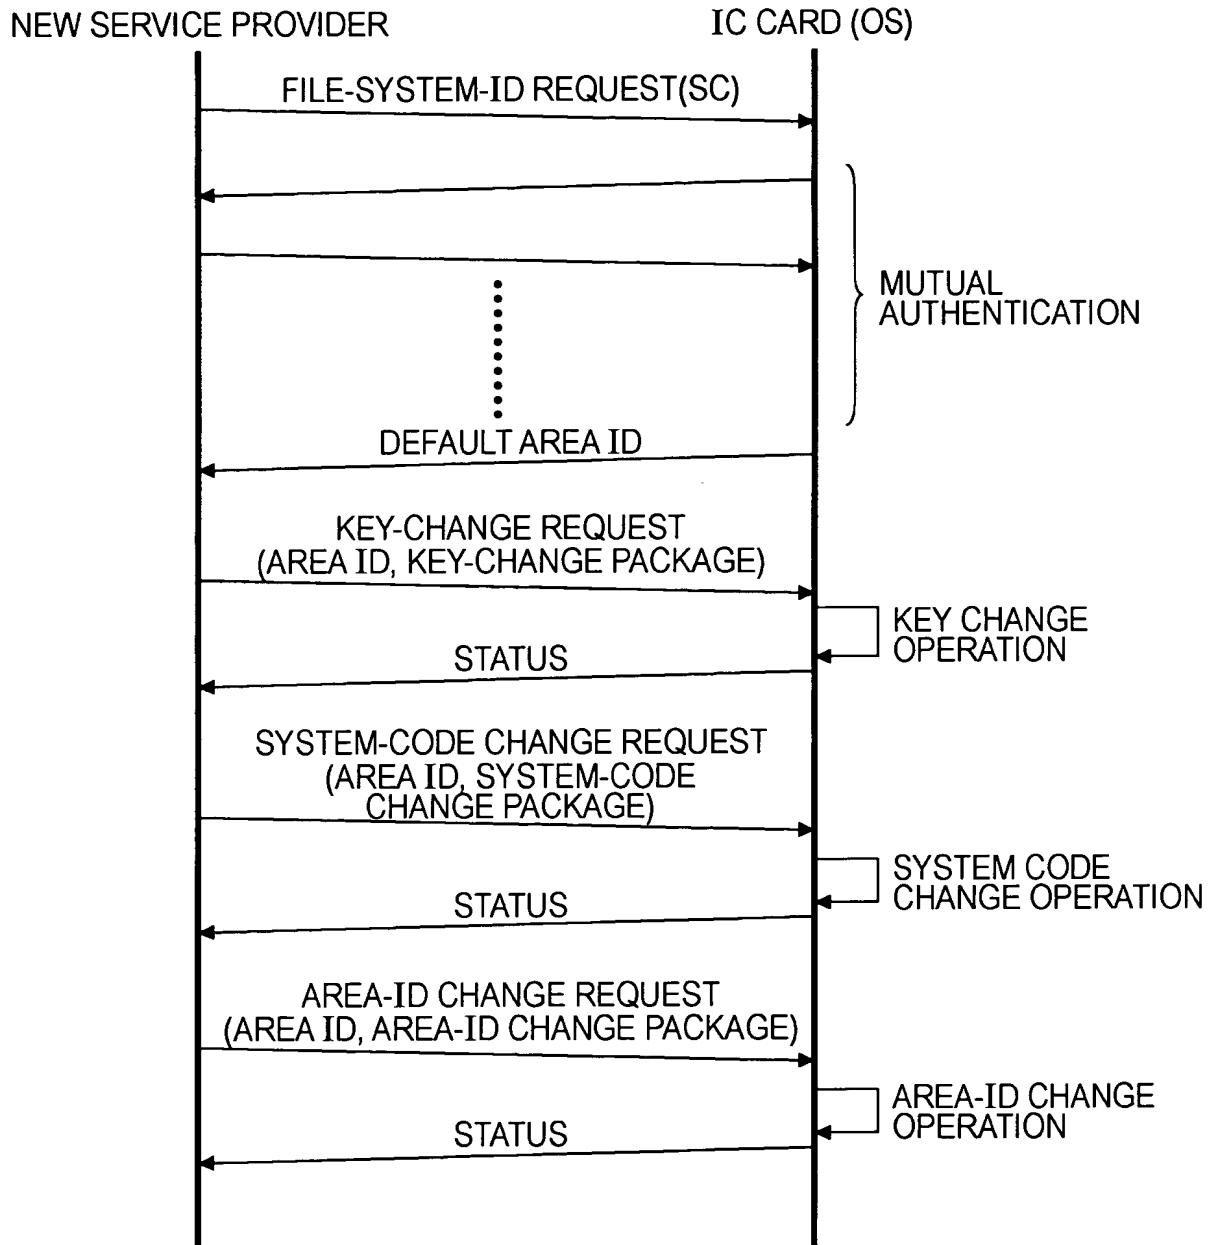 NEW SERVICE PROVIDER
IC CARD (OS)
FILE-SYSTEM-ID REQUEST(SC)
MUTUAL
AUTHENTICATION
DEFAULT AREA ID
KEY-CHANGE REQUEST
(AREA ID, KEY-CHANGE PACKAGE)
KEY CHANGE
OPERATION
STATUS
SYSTEM-CODE CHANGE REQUEST
(AREA ID, SYSTEM-CODE
CHANGE PACKAGE)
SYSTEM CODE
CHANGE OPERATION
STATUS
AREA-ID CHANGE REQUEST
(AREA ID, AREA-ID CHANGE PACKAGE)
AREA-ID CHANGE
OPERATION
STATUS